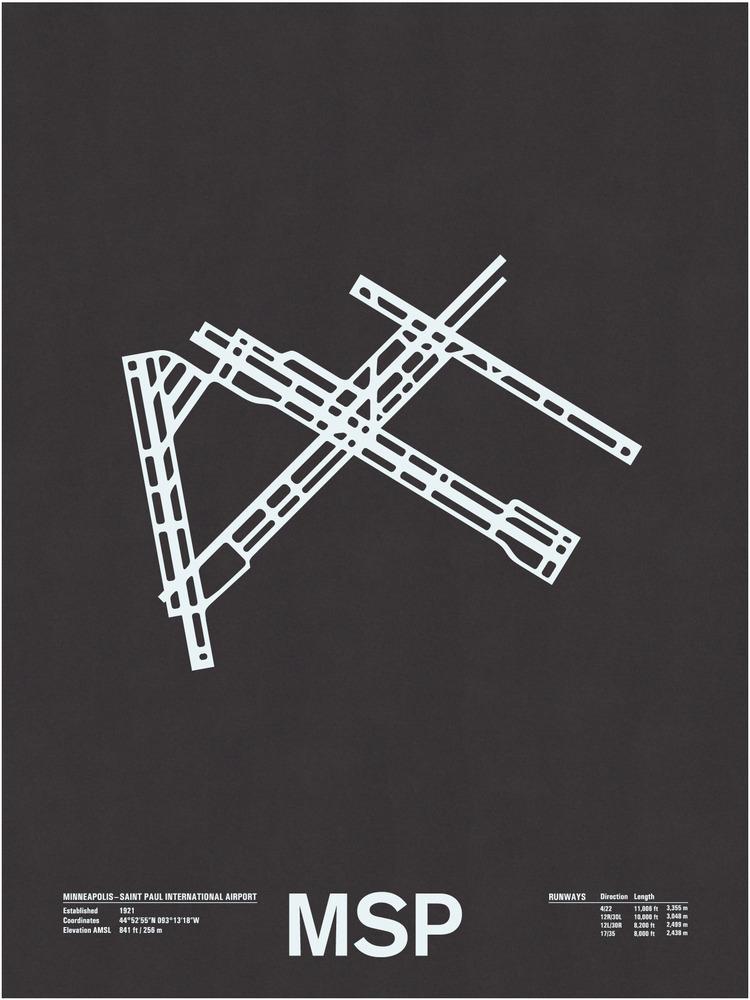 MINNEAPOLIS–SAINT PAUL INTERNATIONAL AIRPORT
Established 1921
Coordinates 44°52'55"N 093°13'18"W
Elevation AMSL 841 ft / 256 m
MSP
RUNWAYS Direction Length
4/22 11,006 ft 3,355 m
12R/30L 10,000 ft 3,048 m
12L/30R 8,200 ft 2,499 m
17/35 8,000 ft 2,438 m